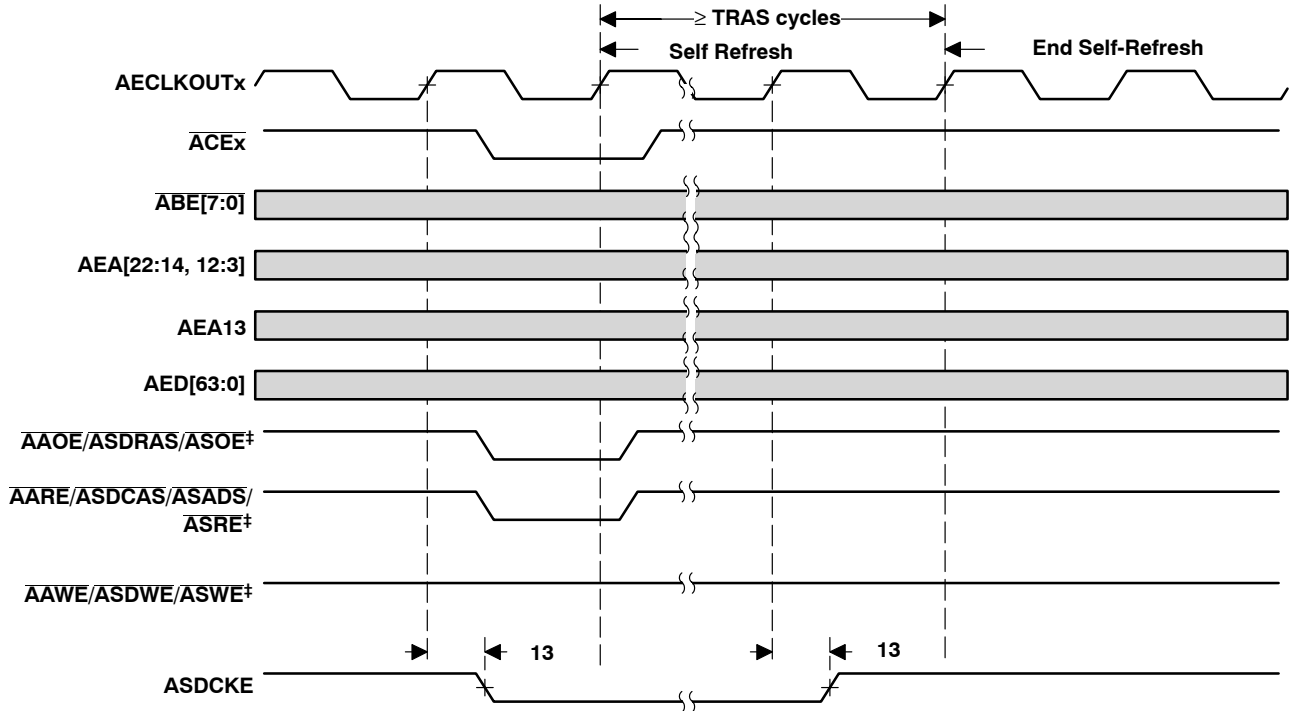 ≥ TRAS cycles
Self Refresh
End Self-Refresh
AECLKOUTx
ACEx
ABE[7:0]
AEA[22:14, 12:3]
AEA13
AED[63:0]
AAOE/ASDRAS/ASOE‡
AARE/ASDCAS/ASADS/
ASRE‡
AAWE/ASDWE/ASWE‡
13
13
ASDCKE